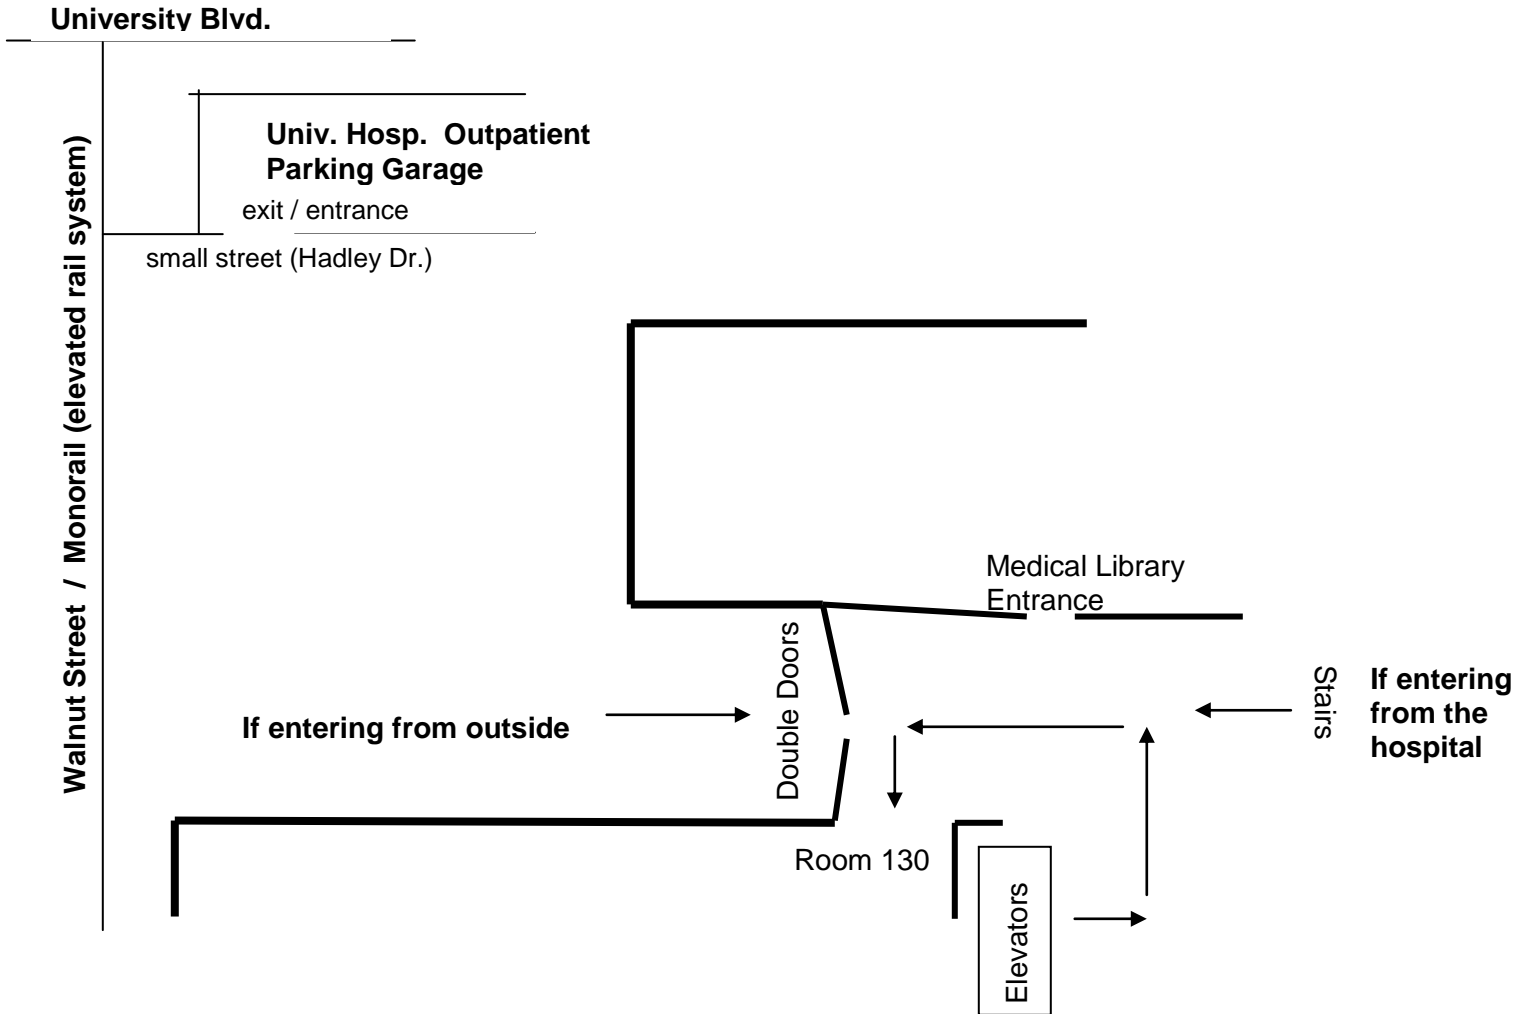 University Blvd.
Univ. Hosp. Outpatient
Parking Garage
exit / entrance
small street (Hadley Dr.)
Walnut Street / Monorail (elevated rail system)
Medical Library
Entrance
Double Doors
If entering from outside
Stairs
If entering
from the
hospital
Room 130
Elevators